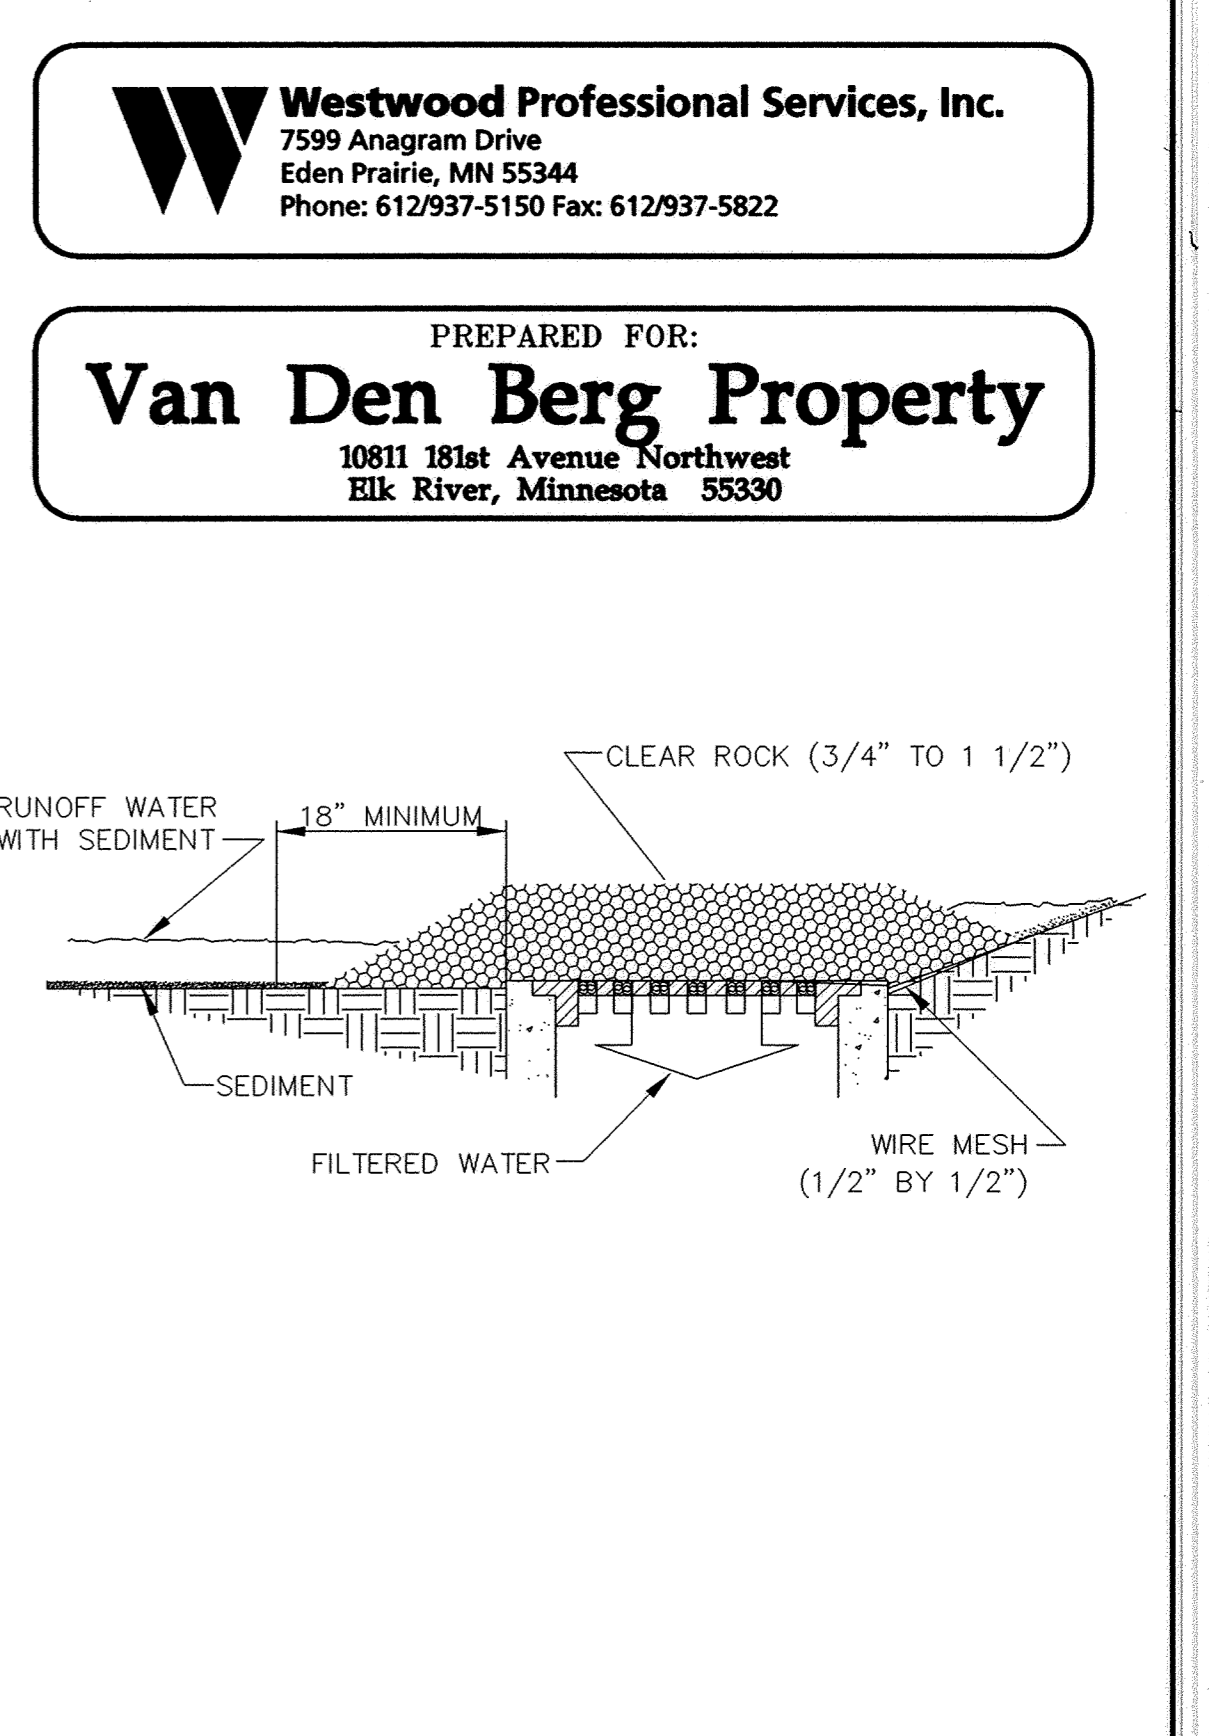 Westwood Professional Services, Inc.
7599 Anagram Drive
Eden Prairie, MN 55344
Phone: 612/937-5150 Fax: 612/937-5822
PREPARED FOR:
Van Den Berg Property
10811 181st Avenue Northwest
Elk River, Minnesota 55330
CLEAR ROCK (3/4" TO 1 1/2")
RUNOFF WATER
WITH SEDIMENT
18" MINIMUM
SEDIMENT
FILTERED WATER
WIRE MESH
(1/2" BY 1/2")